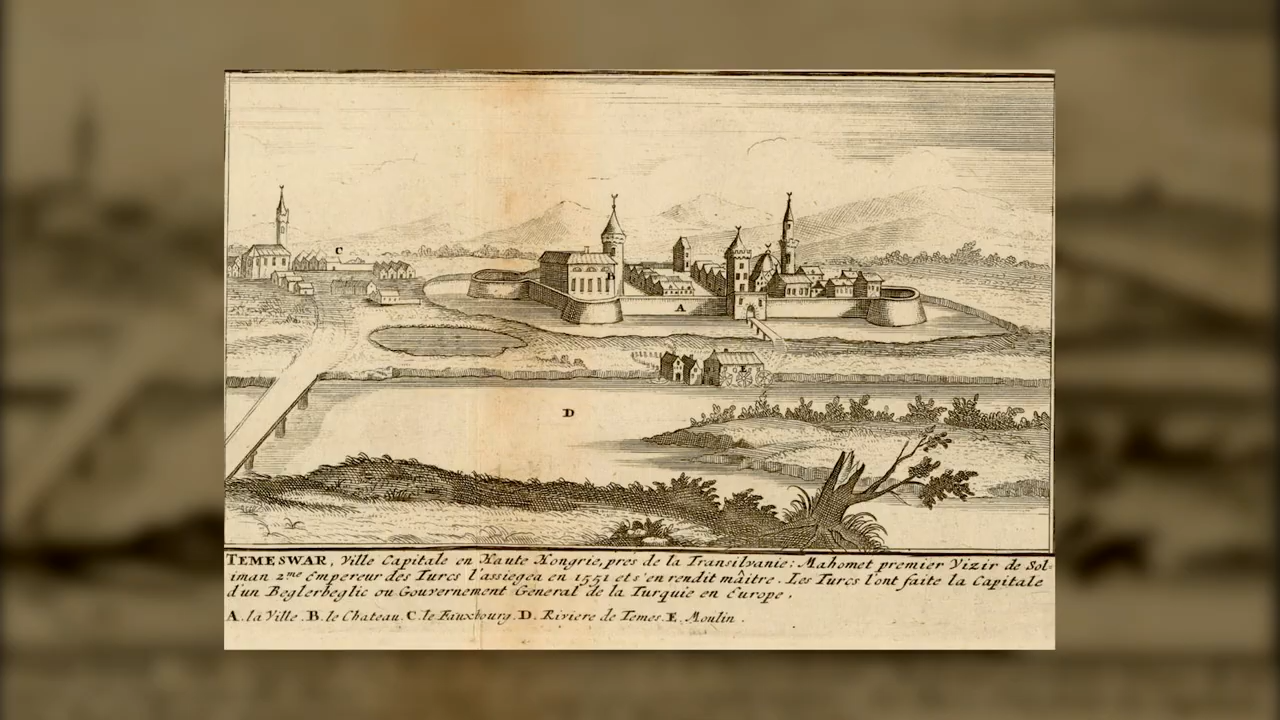 C
B
A
E
D
TEMESWAR, Ville Capitale en Haute Hongrie, pres de la Transilvanie: Mahomet premier Vizir de Sol-
iman 2me Empereur des Turcs l'assiegea en 1551 et s'en rendit màitre. Les Turcs l'ont faite la Capitale
d'un Beglerbeglic ou Gouvernement General de la Turquie en Europe.
A. la Ville. B. le Chateau. C. le Fauxbourg. D. Riviere de Temes. E. Moulin.